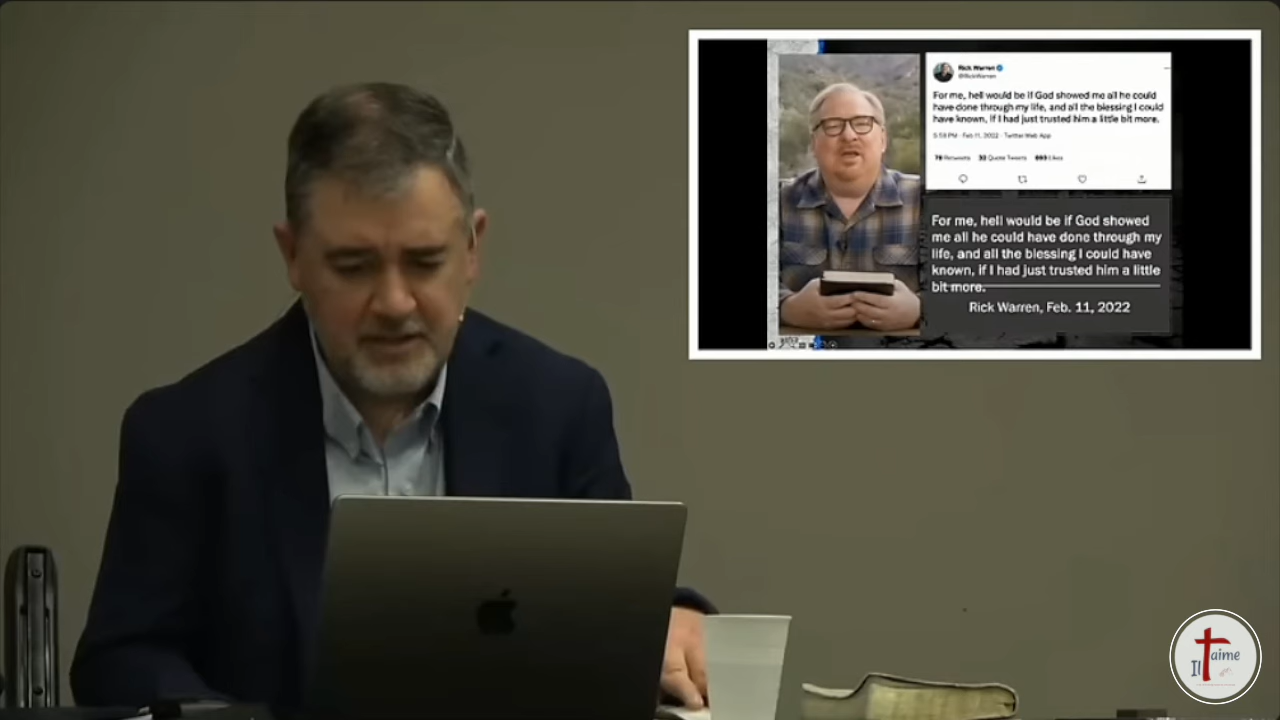 Rick Warren
@RickWarren
For me, hell would be if God showed me all he could
have done through my life, and all the blessing I could
have known, if I had just trusted him a little bit more.
5:59 PM · Feb 11, 2022 · Twitter Web App
79 Retweets 32 Quote Tweets 693 Likes
For me, hell would be if God showed
me all he could have done through my
life, and all the blessing I could have
known, if I had just trusted him a little
bit more.
Rick Warren, Feb. 11, 2022
Il t aime